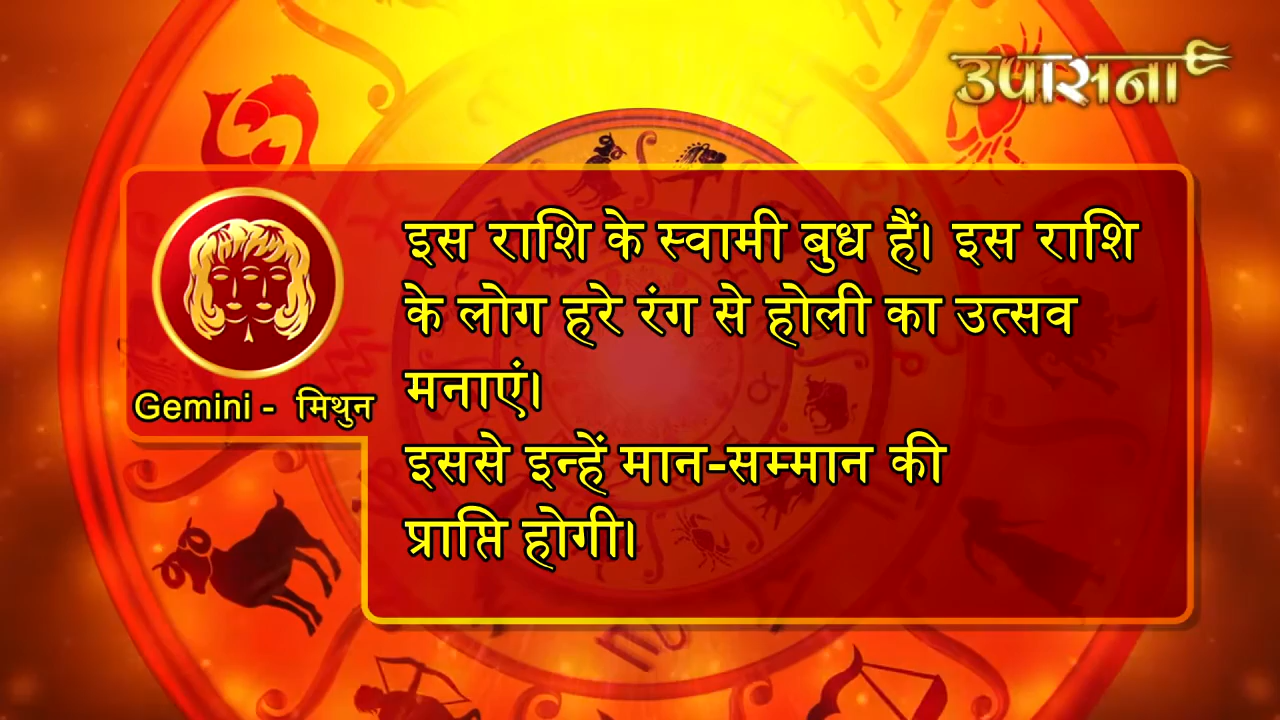 उपासना
इस राशि के स्वामी बुध हैं। इस राशि
के लोग हरे रंग से होली का उत्सव
मनाएं।
इससे इन्हें मान-सम्मान की
प्राप्ति होगी।
Gemini - मिथुन